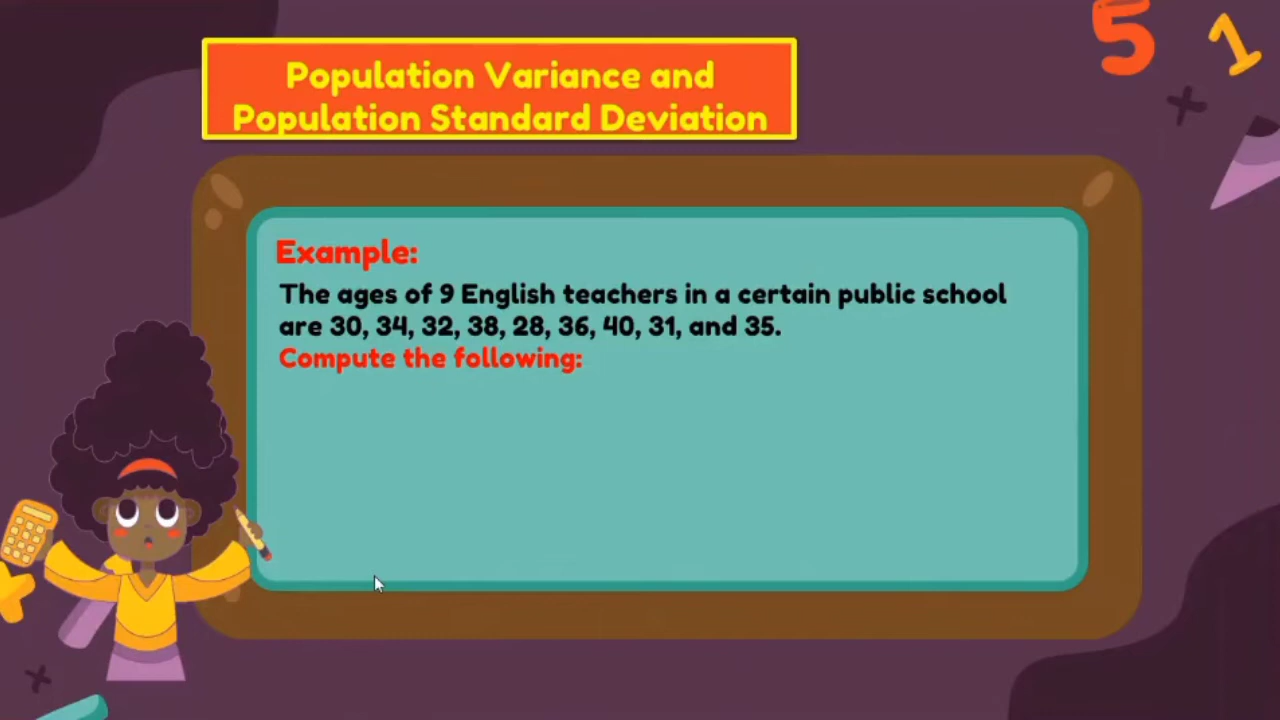 5 1
Population Variance and
Population Standard Deviation
Example:
The ages of 9 English teachers in a certain public school
are 30, 34, 32, 38, 28, 36, 40, 31, and 35.
Compute the following: